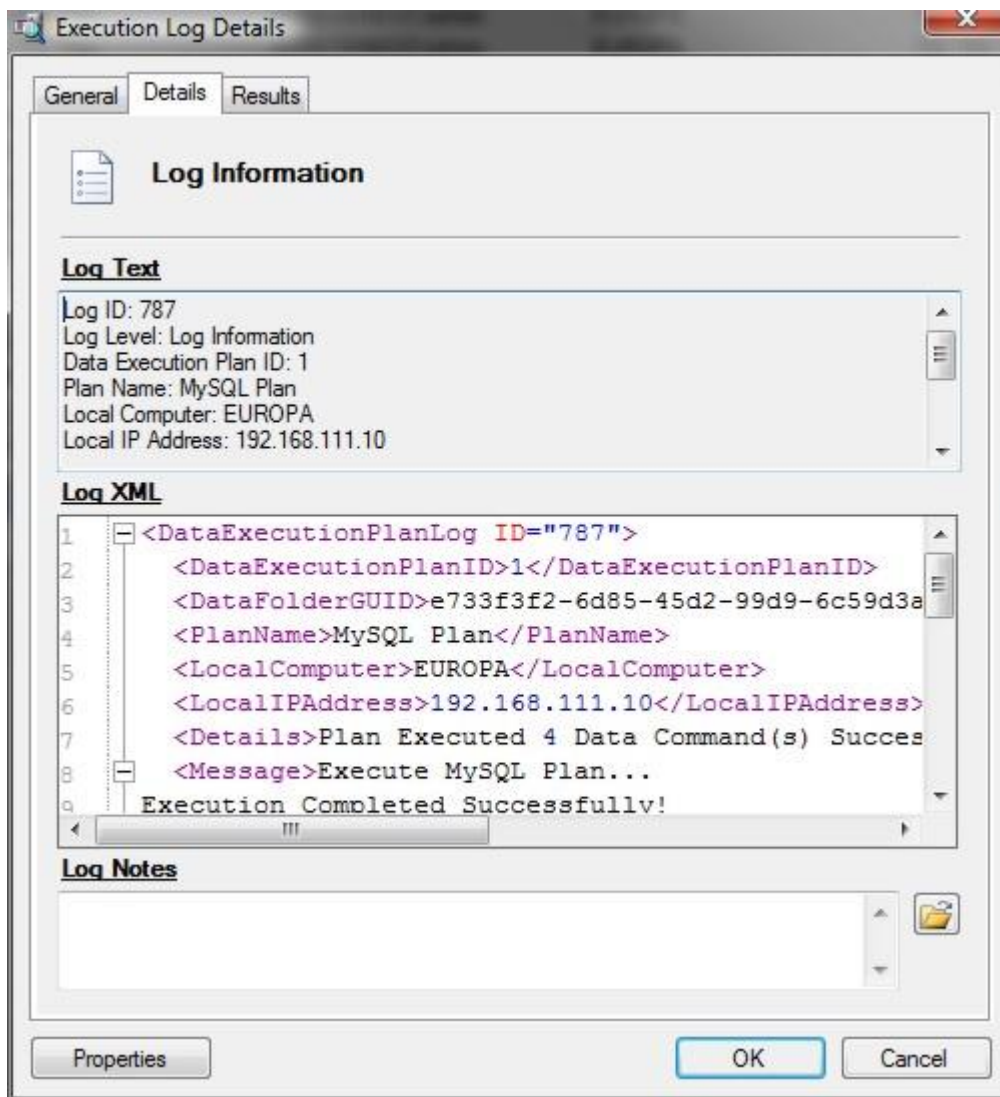 Execution Log Details
General Details Results
Log Information
Log Text
Log ID: 787
Log Level: Log Information
Data Execution Plan ID: 1
Plan Name: MySQL Plan
Local Computer: EUROPA
Local IP Address: 192.168.111.10
Log XML
1 <DataExecutionPlanLog ID="787">
2 <DataExecutionPlanID>1</DataExecutionPlanID>
3 <DataFolderGUID>e733f3f2-6d85-45d2-99d9-6c59d3a
4 <PlanName>MySQL Plan</PlanName>
5 <LocalComputer>EUROPA</LocalComputer>
6 <LocalIPAddress>192.168.111.10</LocalIPAddress>
7 <Details>Plan Executed 4 Data Command(s) Succes
8 <Message>Execute MySQL Plan...
9 Execution Completed Successfully!
Log Notes
Properties OK Cancel